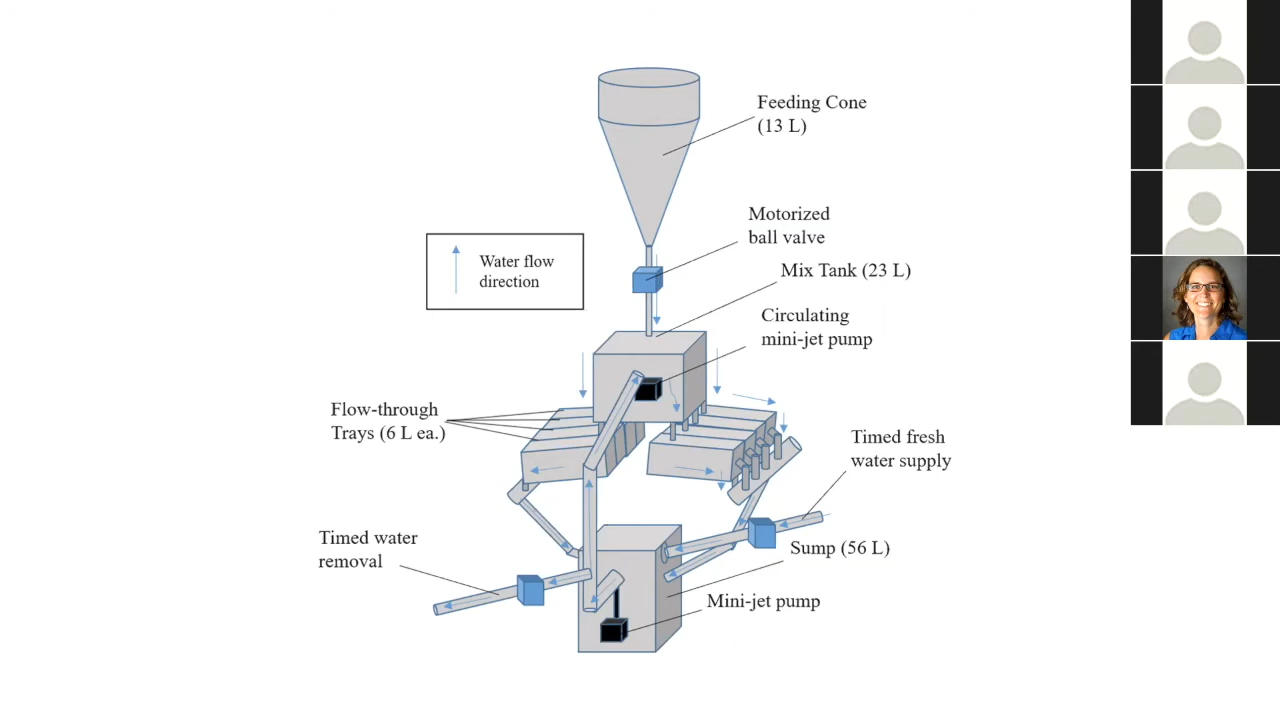 Feeding Cone
(13 L)
Motorized
ball valve
Water flow
direction
Mix Tank (23 L)
Circulating
mini-jet pump
Flow-through
Trays (6 L ea.)
Timed fresh
water supply
Timed water
removal
Sump (56 L)
Mini-jet pump